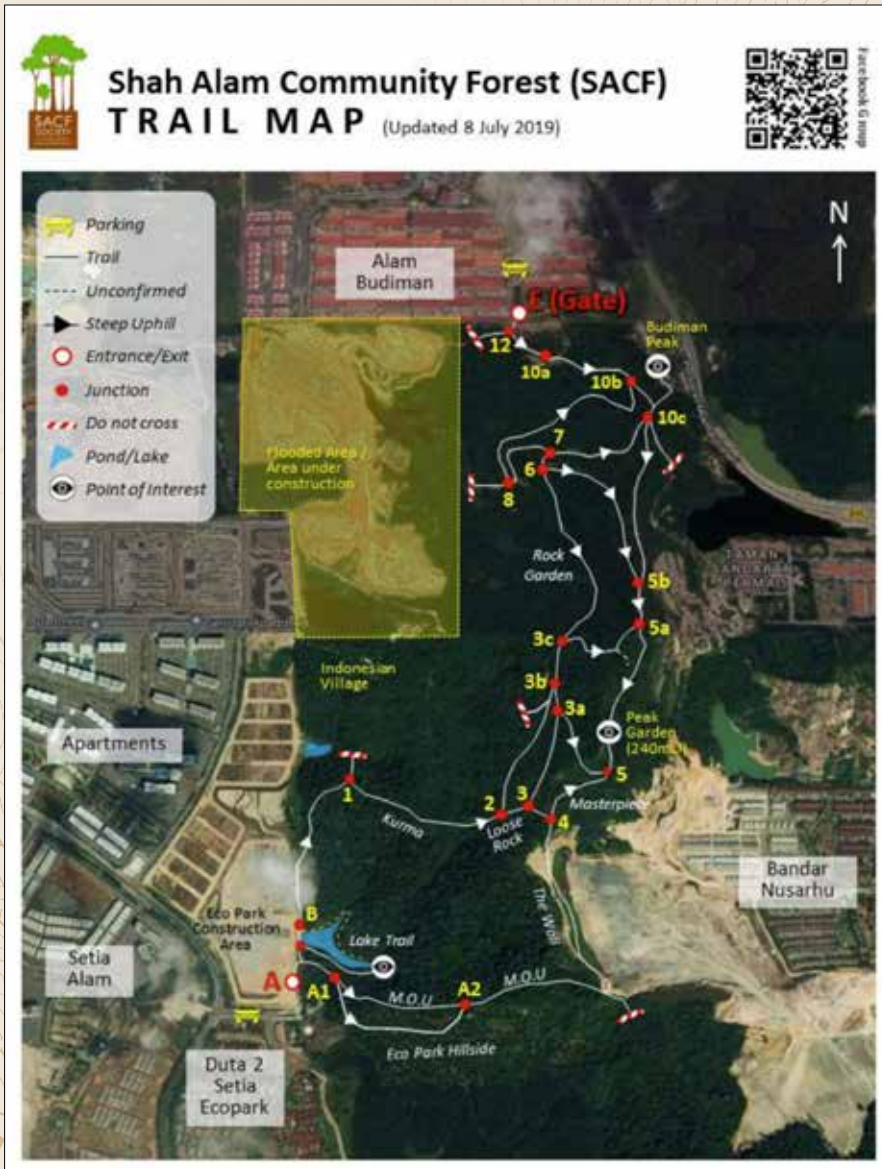 SACF
SOCIETY
Shah Alam Community Forest (SACF)
TRAIL MAP (Updated 8 July 2019)
Facebook Group
N
Parking
Trail
Unconfirmed
Steep Uphill
Entrance/Exit
Junction
Do not cross
Pond/Lake
Point of Interest
Alam
Budiman
E (Gate)
12
10a
Budiman
Peak
10b
10c
7
6
8
Flooded Area /
Area under
construction
Rock
Garden
5b
5a
3c
3b
3a
Indonesian
Village
Apartments
Peak
Garden
5
1
Kurma
2
3
4
Loose
Rock
Masterpiece
The Wall
Bandar
Nusarhu
B
Eco Park
Construction
Area
Lake Trail
Setia
Alam
A
A1
M.O.U
A2
M.O.U
Eco Park Hillside
Duta 2
Setia
Ecopark